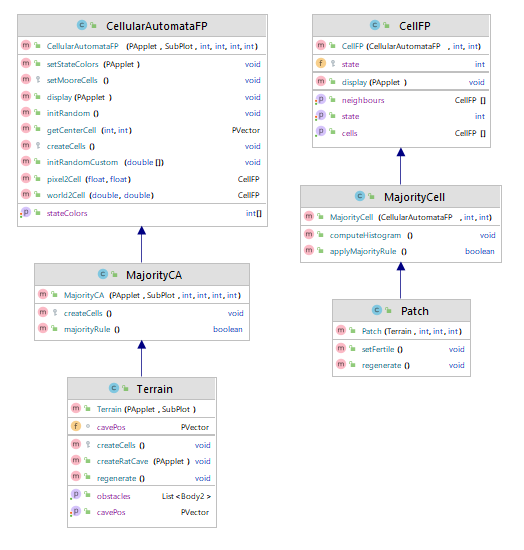 CellularAutomataFP
CellularAutomataFP (PApplet , SubPlot , int, int, int, int)
setStateColors (PApplet ) void
setMooreCells () void
display (PApplet ) void
initRandom () void
getCenterCell (int, int) PVector
createCells () void
initRandomCustom (double []) void
pixel2Cell (float, float) CellFP
world2Cell (double, double) CellFP
stateColors int[]
MajorityCA
MajorityCA (PApplet , SubPlot , int, int, int, int)
createCells () void
majorityRule () boolean
Terrain
Terrain (PApplet , SubPlot )
cavePos PVector
createCells () void
createRatCave (PApplet ) void
regenerate () void
obstacles List <Body2 >
cavePos PVector
CellFP
CellFP (CellularAutomataFP , int, int)
state int
display (PApplet ) void
neighbours CellFP []
state int
cells CellFP []
MajorityCell
MajorityCell (CellularAutomataFP , int, int)
computeHistogram () void
applyMajorityRule () boolean
Patch
Patch (Terrain , int, int, int)
setFertile () void
regenerate () void